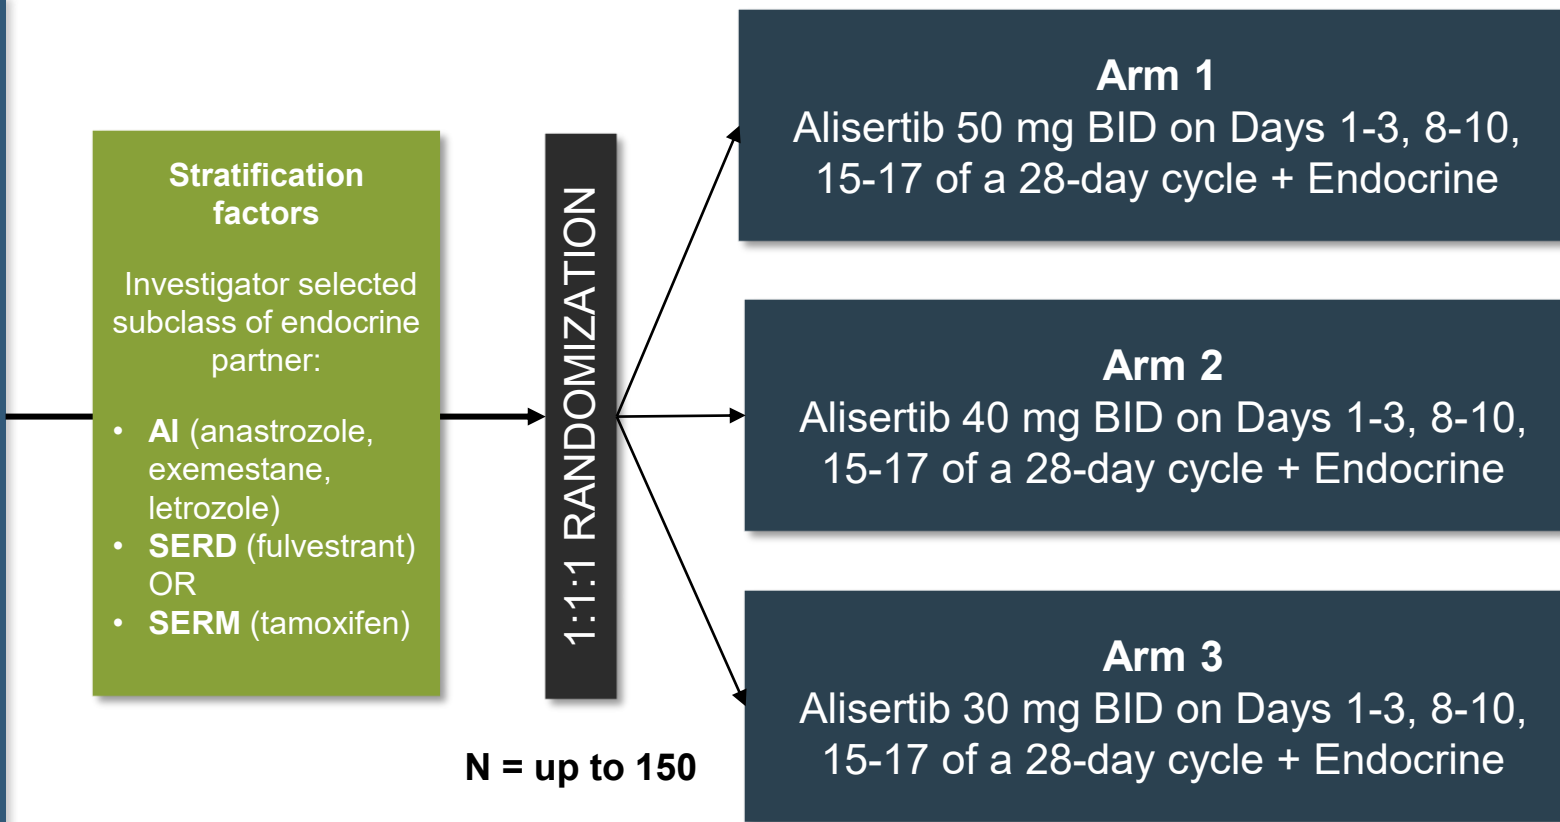 Stratification
factors
Investigator selected
subclass of endocrine
partner:
• AI (anastrozole,
exemestane,
letrozole)
• SERD (fulvestrant)
OR
• SERM (tamoxifen)
1:1:1 RANDOMIZATION
N = up to 150
Arm 1
Alisertib 50 mg BID on Days 1-3, 8-10,
15-17 of a 28-day cycle + Endocrine
Arm 2
Alisertib 40 mg BID on Days 1-3, 8-10,
15-17 of a 28-day cycle + Endocrine
Arm 3
Alisertib 30 mg BID on Days 1-3, 8-10,
15-17 of a 28-day cycle + Endocrine